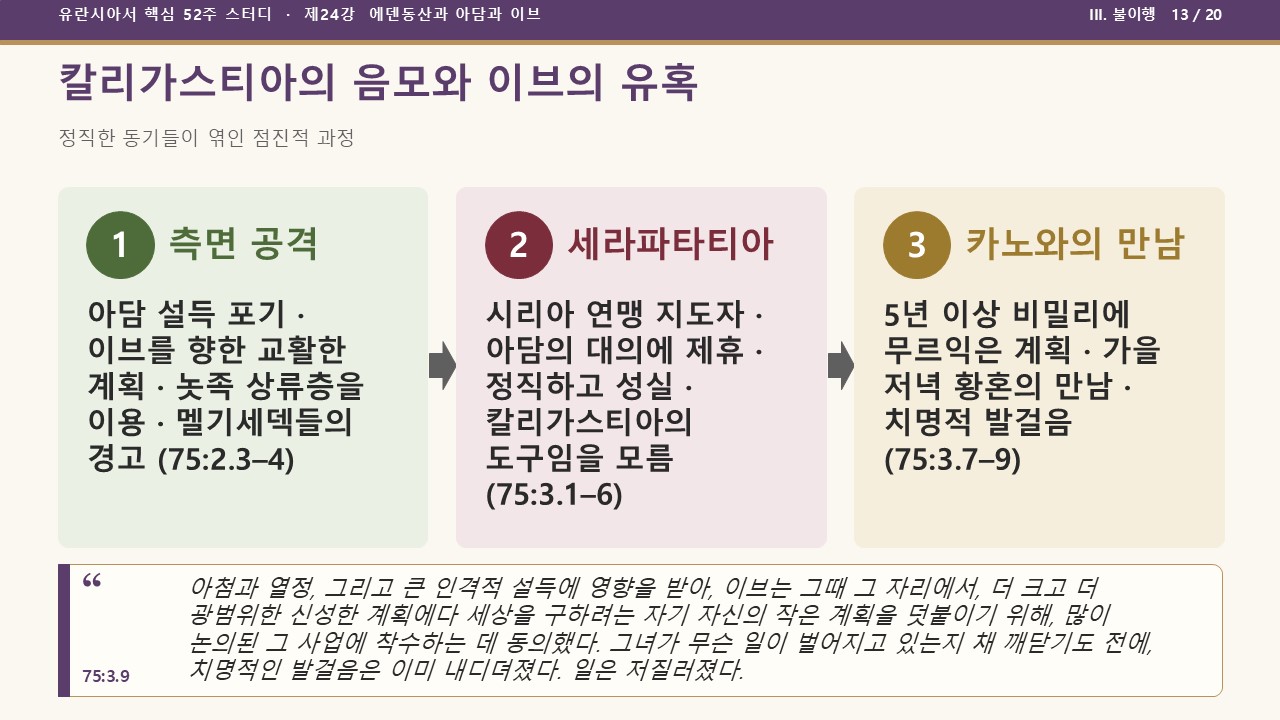 유란시아서 핵심 52주 스터디 · 제24강 에덴동산과 아담과 이브
III. 불이행 13 / 20
칼리가스티아의 음모와 이브의 유혹
정직한 동기들이 엮인 점진적 과정
1 측면 공격
아담 설득 포기 ·
이브를 향한 교활한
계획 · 놋족 상류층을
이용 · 멜기세덱들의
경고 (75:2.3–4)
2 세라파타티아
시리아 연맹 지도자 ·
아담의 대의에 제휴 ·
정직하고 성실 ·
칼리가스티아의
도구임을 모름
(75:3.1–6)
3 카노와의 만남
5년 이상 비밀리에
무르익은 계획 · 가을
저녁 황혼의 만남 ·
치명적 발걸음
(75:3.7–9)
“
아첨과 열정, 그리고 큰 인격적 설득에 영향을 받아, 이브는 그때 그 자리에서, 더 크고 더
광범위한 신성한 계획에다 세상을 구하려는 자기 자신의 작은 계획을 덧붙이기 위해, 많이
논의된 그 사업에 착수하는 데 동의했다. 그녀가 무슨 일이 벌어지고 있는지 채 깨닫기도 전에,
치명적인 발걸음은 이미 내디뎌졌다. 일은 저질러졌다.
75:3.9